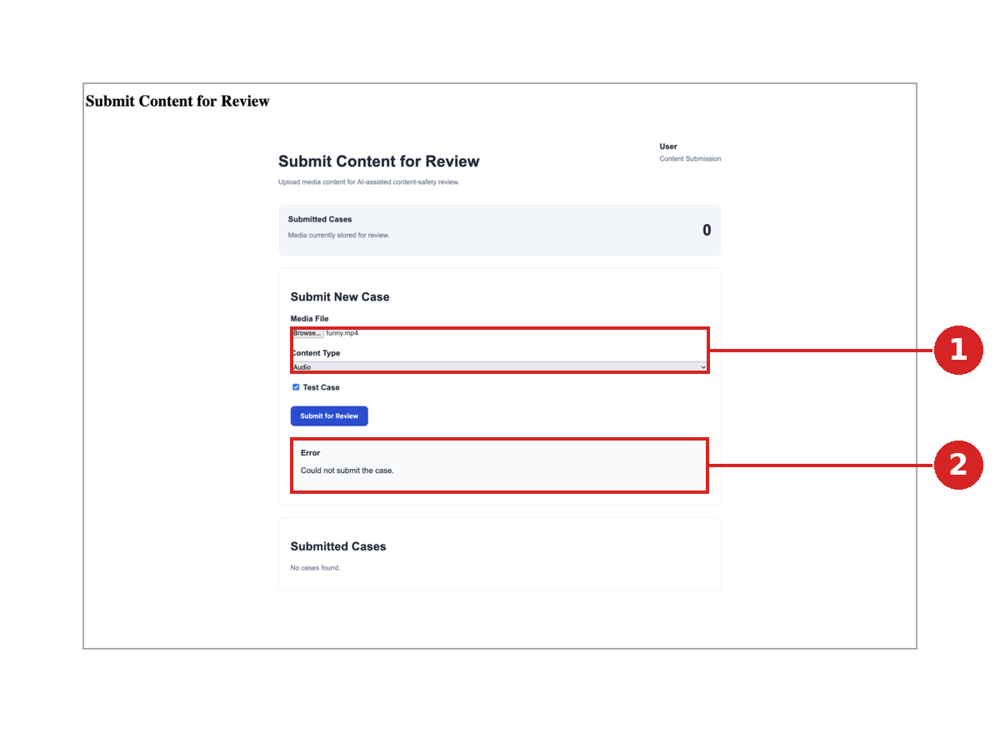 Submit Content for Review
User
Submit Content for Review
Content Submission
Upload media content for AI-assisted content-safety review.
Submitted Cases
Media currently stored for review.
0
Submit New Case
Media File
Browse... funny.mp4
Content Type
Audio
1
Test Case
Submit for Review
Error
Could not submit the case.
2
Submitted Cases
No cases found.